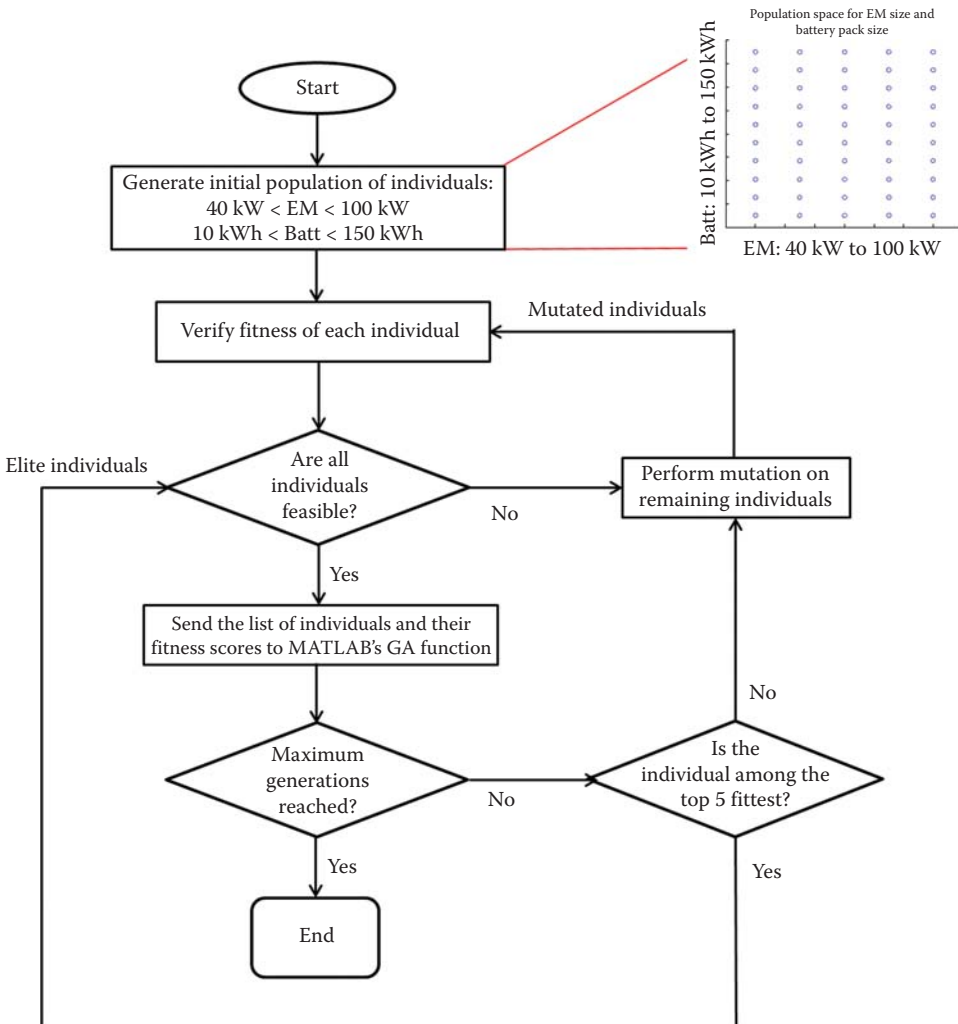 Population space for EM size and
battery pack size
Batt: 10 kWh to 150 kWh
EM: 40 kW to 100 kW
Start
Generate initial population of individuals:
40 kW < EM < 100 kW
10 kWh < Batt < 150 kWh
Verify fitness of each individual
Mutated individuals
Elite individuals
Are all
individuals
feasible?
No
Perform mutation on
remaining individuals
Yes
Send the list of individuals and their
fitness scores to MATLAB's GA function
No
Maximum
generations
reached?
No
Is the
individual among the
top 5 fittest?
Yes
Yes
End